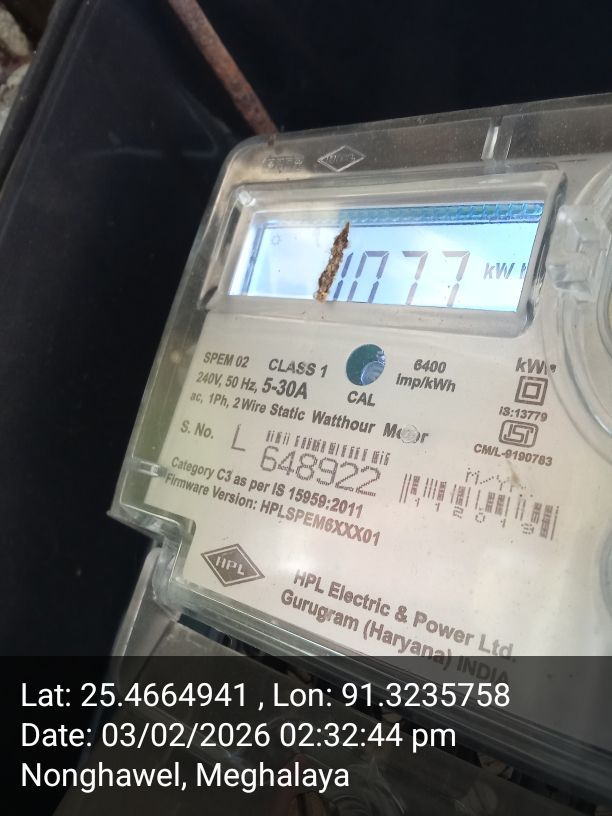 1077 kWh
SPEM 02 CLASS 1
6400
imp/kWh
kWh
240V, 50 Hz, 5-30A
CAL
ac, 1Ph, 2 Wire Static Watthour
IS:13779
CM/L-9190783
S. No. L
648922
M/YR.
Category C3 as per IS 15959:2011
Firmware Version: HPLSPEM6XXX01
HPL
HPL Electric & Power Ltd.
Gurugram (Haryana) INDIA
Lat: 25.4664941 , Lon: 91.3235758
Date: 03/02/2026 02:32:44 pm
Nonghawel, Meghalaya